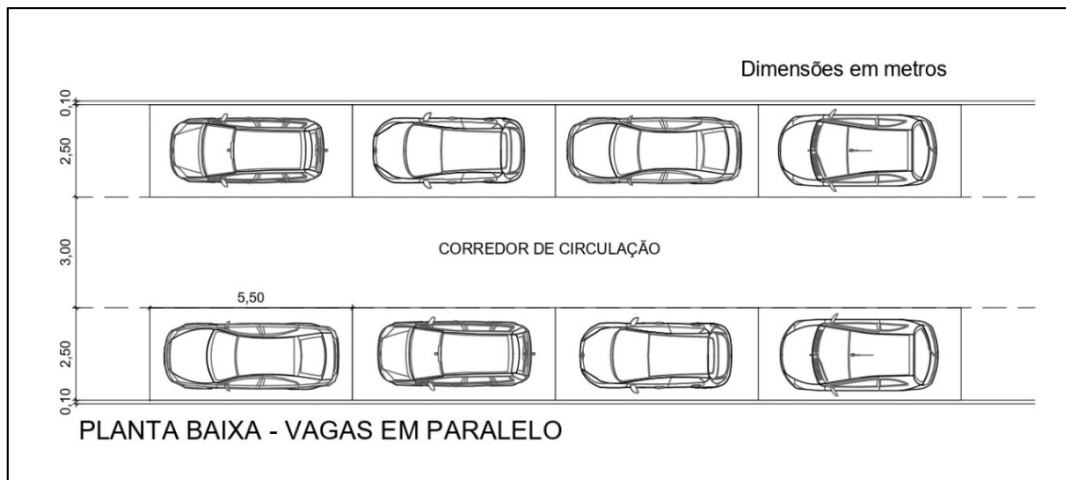 Dimensões em metros
0,10
2,50
3,00
CORREDOR DE CIRCULAÇÃO
5,50
2,50
0,10
PLANTA BAIXA - VAGAS EM PARALELO